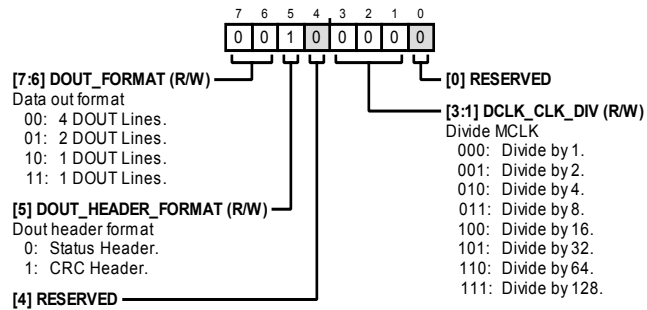 7 6 5 4 3 2 1 0
0 0 1 0 0 0 0 0
[7:6] DOUT_FORMAT (R/W)
Data out format
00: 4 DOUT Lines.
01: 2 DOUT Lines.
10: 1 DOUT Lines.
11: 1 DOUT Lines.
[5] DOUT_HEADER_FORMAT (R/W)
Dout header format
0: Status Header.
1: CRC Header.
[4] RESERVED
[0] RESERVED
[3:1] DCLK_CLK_DIV (R/W)
Divide MCLK
000: Divide by 1.
001: Divide by 2.
010: Divide by 4.
011: Divide by 8.
100: Divide by 16.
101: Divide by 32.
110: Divide by 64.
111: Divide by 128.